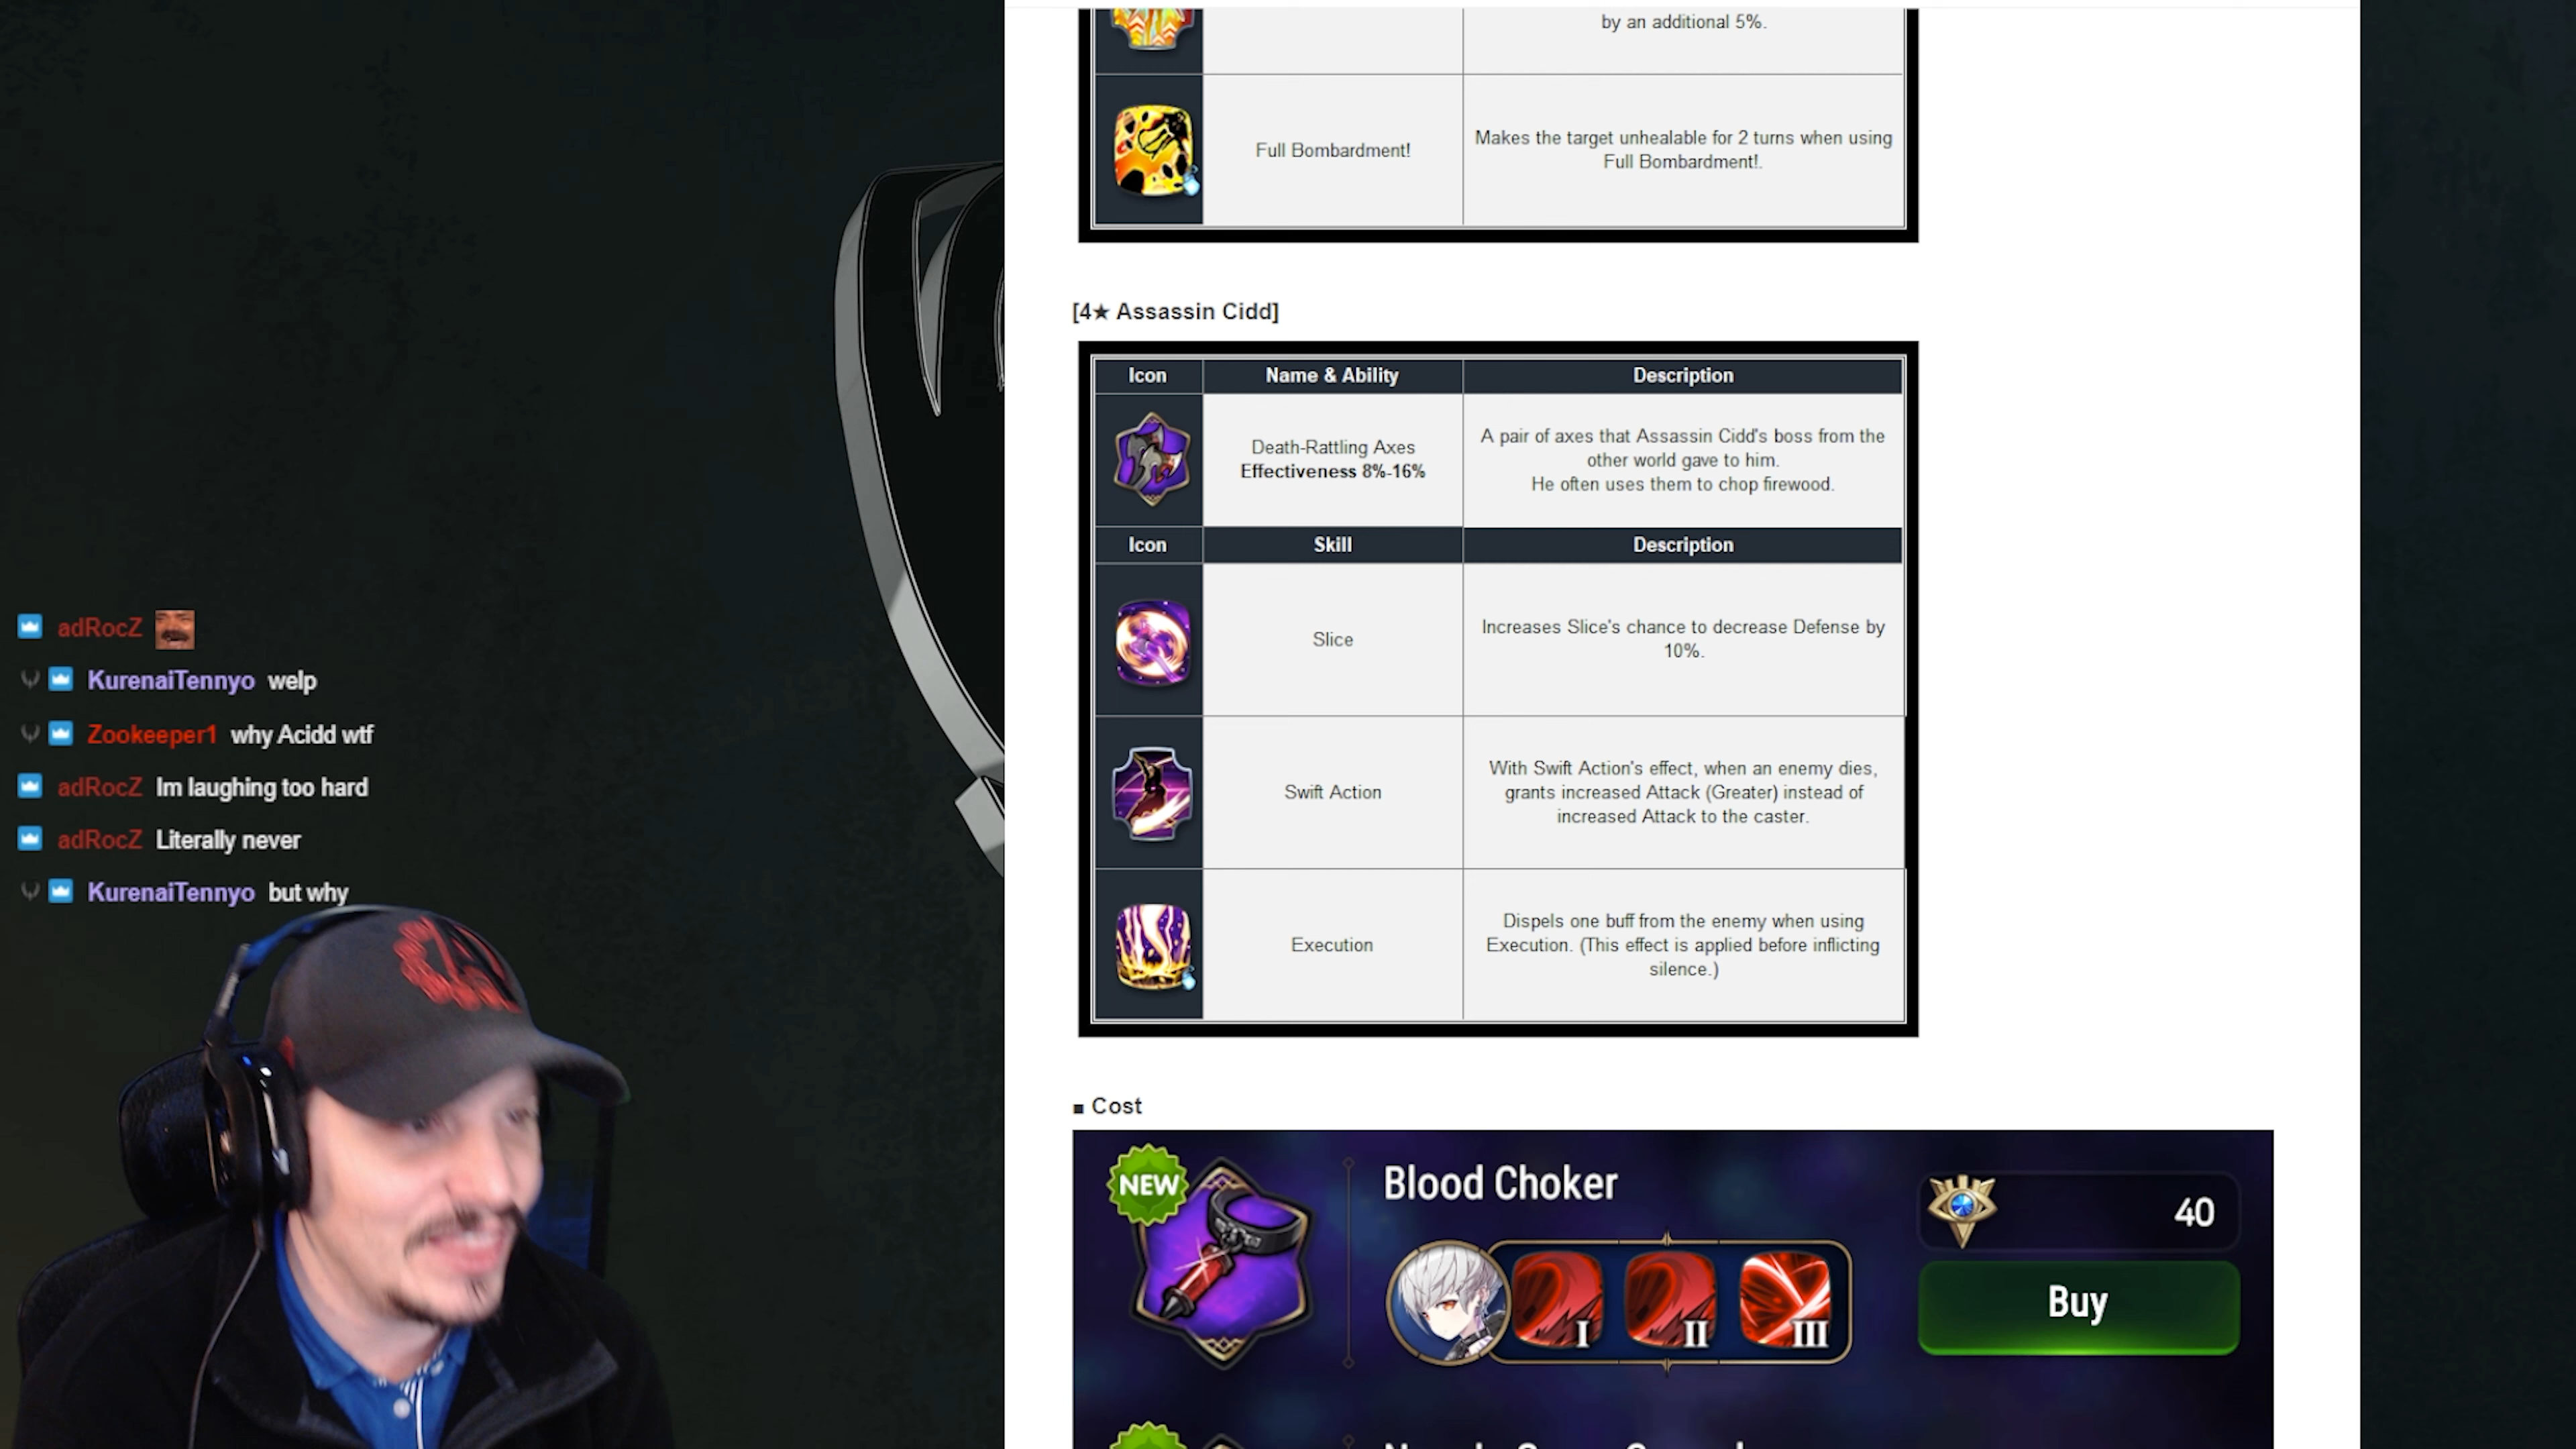 by an additional 5%.
Full Bombardment!
Makes the target unhealable for 2 turns when using
Full Bombardment!.
[4★ Assassin Cidd]
Icon
Name & Ability
Description
Death-Rattling Axes
Effectiveness 8%-16%
A pair of axes that Assassin Cidd's boss from the
other world gave to him.
He often uses them to chop firewood.
Icon
Skill
Description
Slice
Increases Slice's chance to decrease Defense by
10%.
Swift Action
With Swift Action's effect, when an enemy dies,
grants increased Attack (Greater) instead of
increased Attack to the caster.
Execution
Dispels one buff from the enemy when using
Execution. (This effect is applied before inflicting
silence.)
■ Cost
NEW
Blood Choker
I
II
III
40
Buy
adRocZ
KurenaiTennyo welp
Zookeeper1 why Acidd wtf
adRocZ Im laughing too hard
adRocZ Literally never
KurenaiTennyo but why